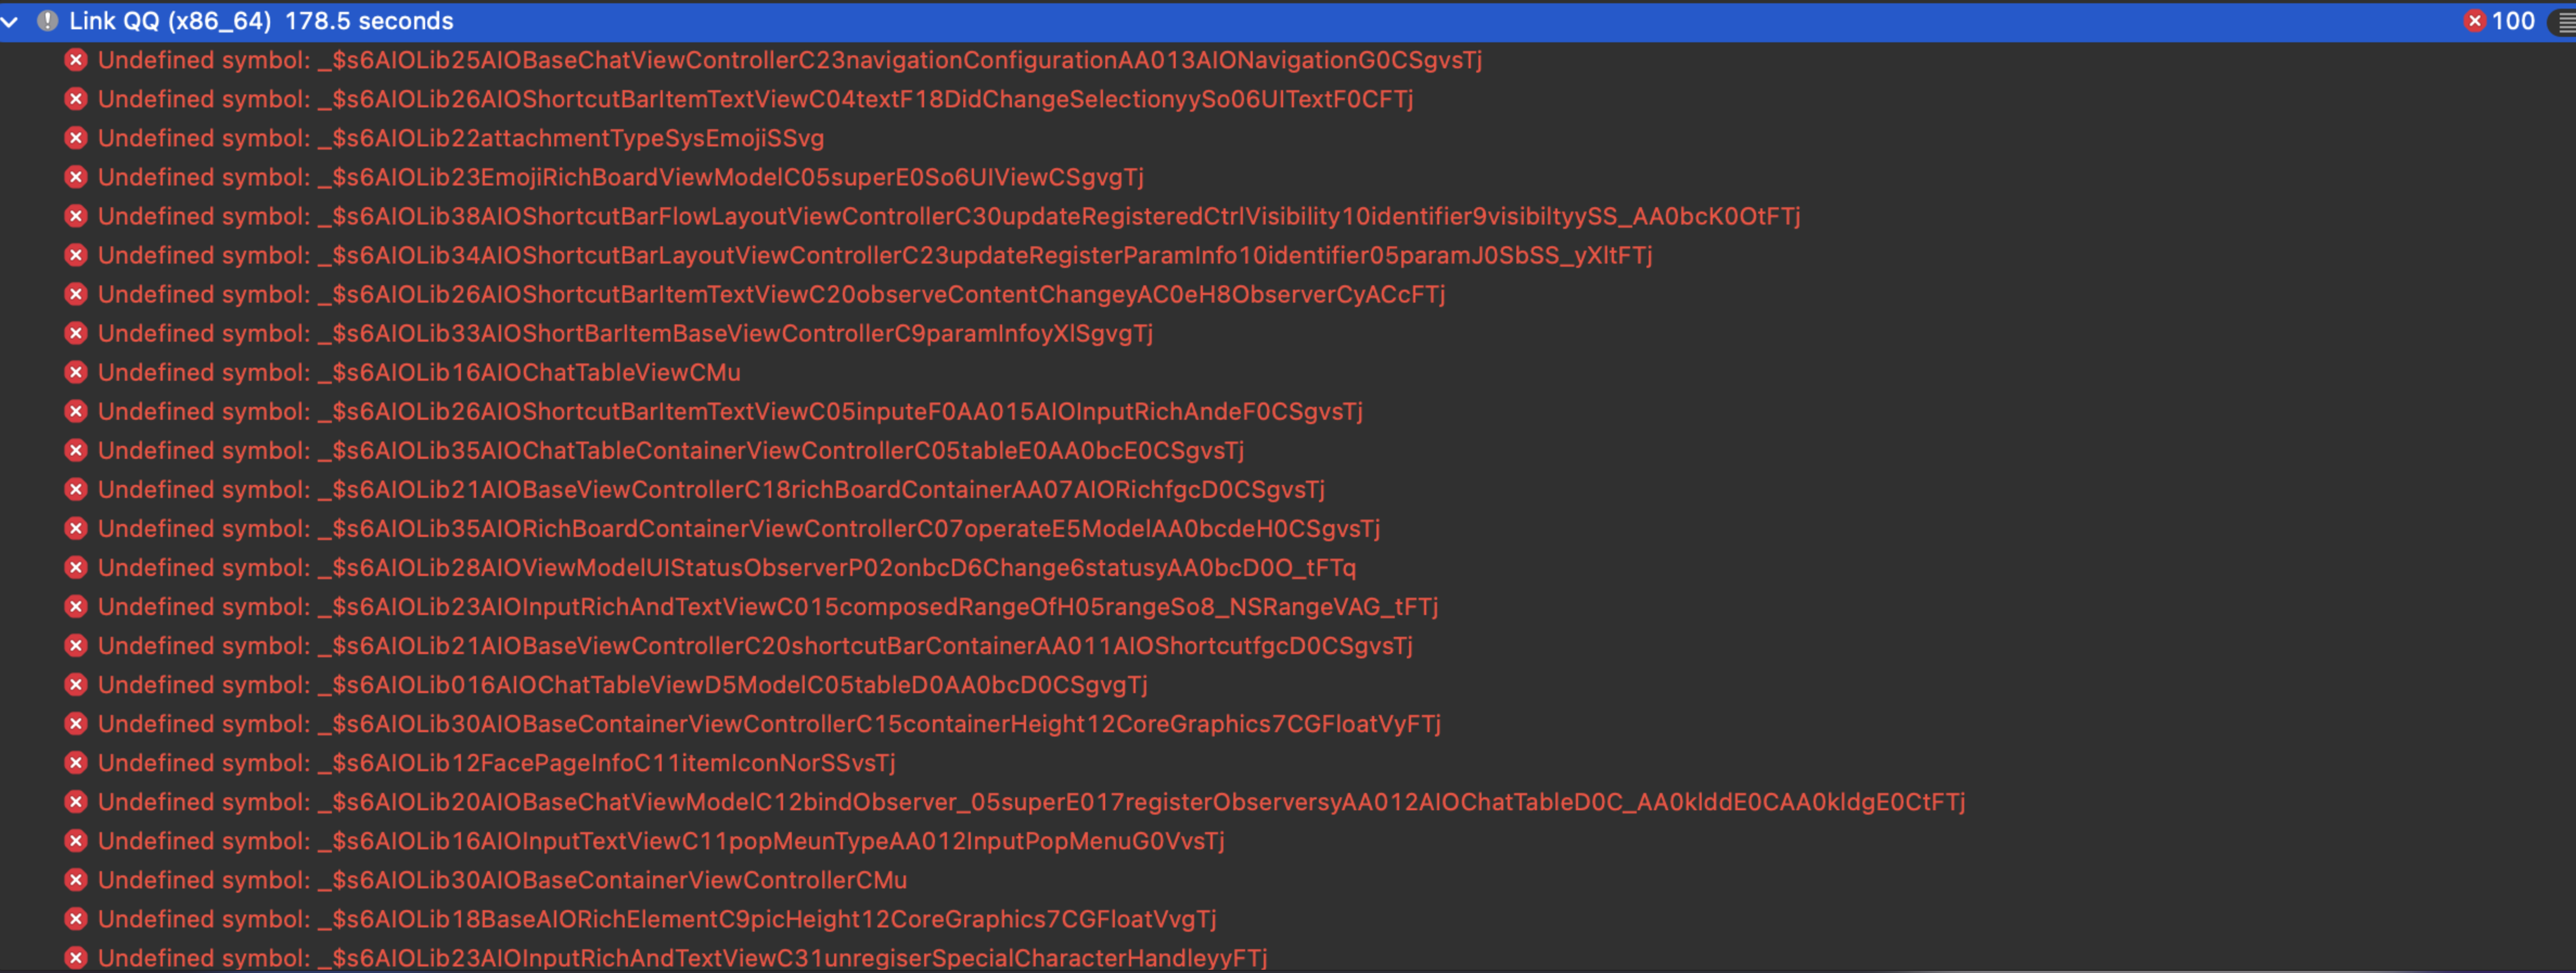 Link QQ (x86_64) 178.5 seconds 100
Undefined symbol: _$s6AIOLib25AIOBaseChatViewControllerC23navigationConfigurationAA013AIONavigationG0CSgvsTj
Undefined symbol: _$s6AIOLib26AIOShortcutBarItemTextViewC04textF18DidChangeSelectionyySo06UITextF0CFTj
Undefined symbol: _$s6AIOLib22attachmentTypeSysEmojiSSvg
Undefined symbol: _$s6AIOLib23EmojiRichBoardViewModelC05superE0So6UIViewCSgvgTj
Undefined symbol: _$s6AIOLib38AIOShortcutBarFlowLayoutViewControllerC30updateRegisteredCtrlVisibility10identifier9visibiltyySS_AA0bcK0OtFTj
Undefined symbol: _$s6AIOLib34AIOShortcutBarLayoutViewControllerC23updateRegisterParamInfo10identifier05paramJ0SbSS_yXltFTj
Undefined symbol: _$s6AIOLib26AIOShortcutBarItemTextViewC20observeContentChangeyAC0eH8ObserverCyACcFTj
Undefined symbol: _$s6AIOLib33AIOShortBarItemBaseViewControllerC9paramInfoyXlSgvgTj
Undefined symbol: _$s6AIOLib16AIOChatTableViewCMu
Undefined symbol: _$s6AIOLib26AIOShortcutBarItemTextViewC05inputeF0AA015AIOInputRichAndeF0CSgvsTj
Undefined symbol: _$s6AIOLib35AIOChatTableContainerViewControllerC05tableE0AA0bcE0CSgvsTj
Undefined symbol: _$s6AIOLib21AIOBaseViewControllerC18richBoardContainerAA07AIORichfgcD0CSgvsTj
Undefined symbol: _$s6AIOLib35AIORichBoardContainerViewControllerC07operateE5ModelAA0bcdeH0CSgvsTj
Undefined symbol: _$s6AIOLib28AIOViewModelUIStatusObserverP02onbcD6Change6statusyAA0bcD0O_tFTq
Undefined symbol: _$s6AIOLib23AIOInputRichAndTextViewC015composedRangeOfH05rangeSo8_NSRangeVAG_tFTj
Undefined symbol: _$s6AIOLib21AIOBaseViewControllerC20shortcutBarContainerAA011AIOShortcutfgcD0CSgvsTj
Undefined symbol: _$s6AIOLib016AIOChatTableViewD5ModelC05tableD0AA0bcD0CSgvgTj
Undefined symbol: _$s6AIOLib30AIOBaseContainerViewControllerC15containerHeight12CoreGraphics7CGFloatVyFTj
Undefined symbol: _$s6AIOLib12FacePageInfoC11itemIconNorSSvsTj
Undefined symbol: _$s6AIOLib20AIOBaseChatViewModelC12bindObserver_05superE017registerObserversyAA012AIOChatTableD0C_AA0klddE0CAA0kldgE0CtFTj
Undefined symbol: _$s6AIOLib16AIOInputTextViewC11popMeunTypeAA012InputPopMenuG0VvsTj
Undefined symbol: _$s6AIOLib30AIOBaseContainerViewControllerCMu
Undefined symbol: _$s6AIOLib18BaseAIORichElementC9picHeight12CoreGraphics7CGFloatVvgTj
Undefined symbol: _$s6AIOLib23AIOInputRichAndTextViewC31unregiserSpecialCharacterHandleyyFTj